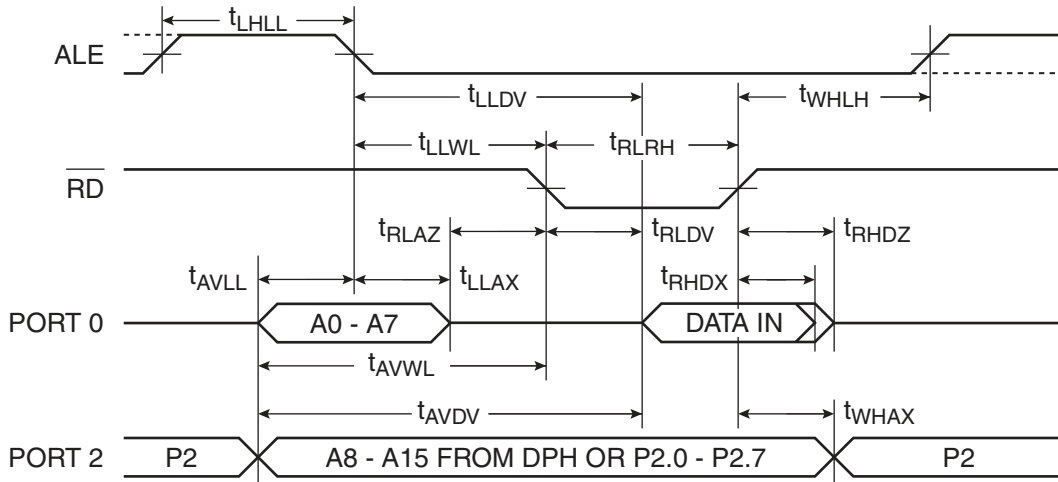 tLHLL
ALE
tLLDV
tWHLH
tLLWL
tRLRH
RD
tRLAZ
tRLDV
tRHDZ
tAVLL
tLLAX
tRHDX
PORT 0
A0 - A7
DATA IN
tAVWL
tAVDV
tWHAX
PORT 2
P2
A8 - A15 FROM DPH OR P2.0 - P2.7
P2